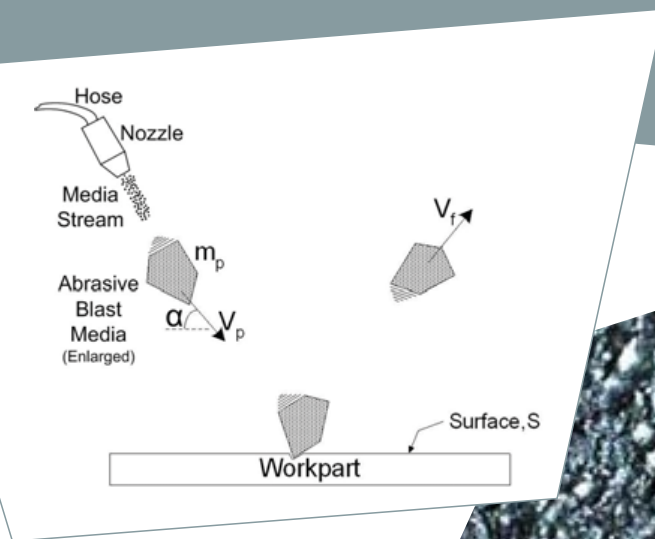 Hose
Nozzle
Media
Stream
Abrasive
Blast
Media
(Enlarged)
mp
α
Vp
Vf
Surface,S
Workpart